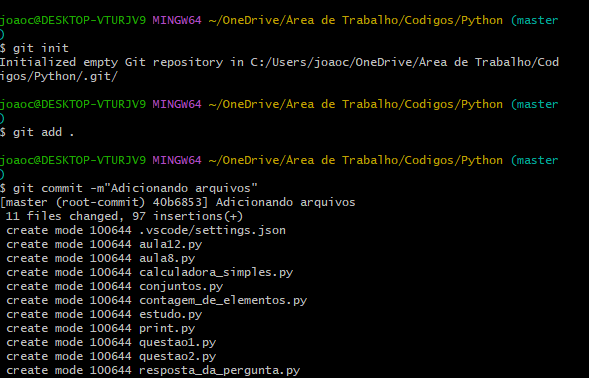 joaoc@DESKTOP-VTURJV9 MINGW64 ~/OneDrive/Área de Trabalho/Codigos/Python (master
)
$ git init
Initialized empty Git repository in C:/Users/joaoc/OneDrive/Área de Trabalho/Cod
igos/Python/.git/
joaoc@DESKTOP-VTURJV9 MINGW64 ~/OneDrive/Área de Trabalho/Codigos/Python (master
)
$ git add .
joaoc@DESKTOP-VTURJV9 MINGW64 ~/OneDrive/Área de Trabalho/Codigos/Python (master
)
$ git commit -m"Adicionando arquivos"
[master (root-commit) 40b6853] Adicionando arquivos
 11 files changed, 97 insertions(+)
 create mode 100644 .vscode/settings.json
 create mode 100644 aula12.py
 create mode 100644 aula8.py
 create mode 100644 calculadora_simples.py
 create mode 100644 conjuntos.py
 create mode 100644 contagem_de_elementos.py
 create mode 100644 estudo.py
 create mode 100644 print.py
 create mode 100644 questao1.py
 create mode 100644 questao2.py
 create mode 100644 resposta_da_pergunta.py